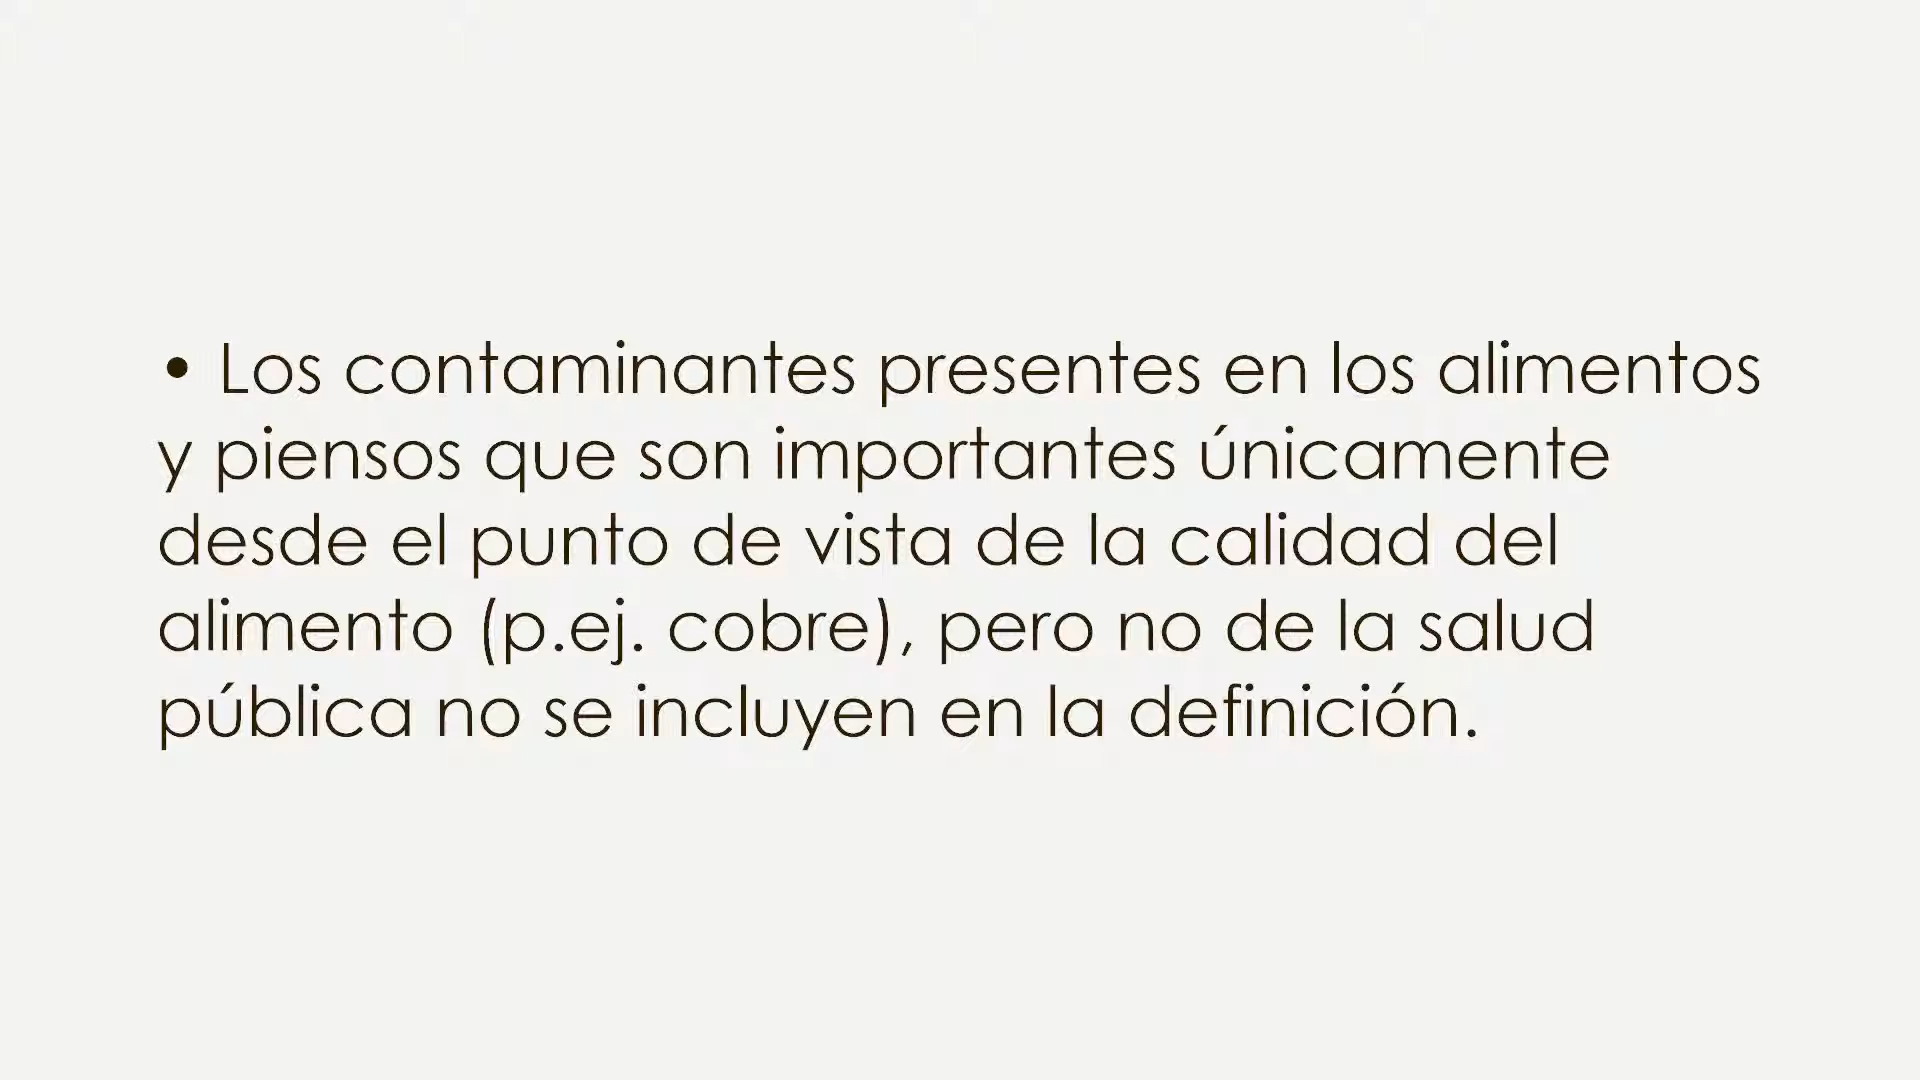 • Los contaminantes presentes en los alimentos
y piensos que son importantes únicamente
desde el punto de vista de la calidad del
alimento (p.ej. cobre), pero no de la salud
pública no se incluyen en la definición.